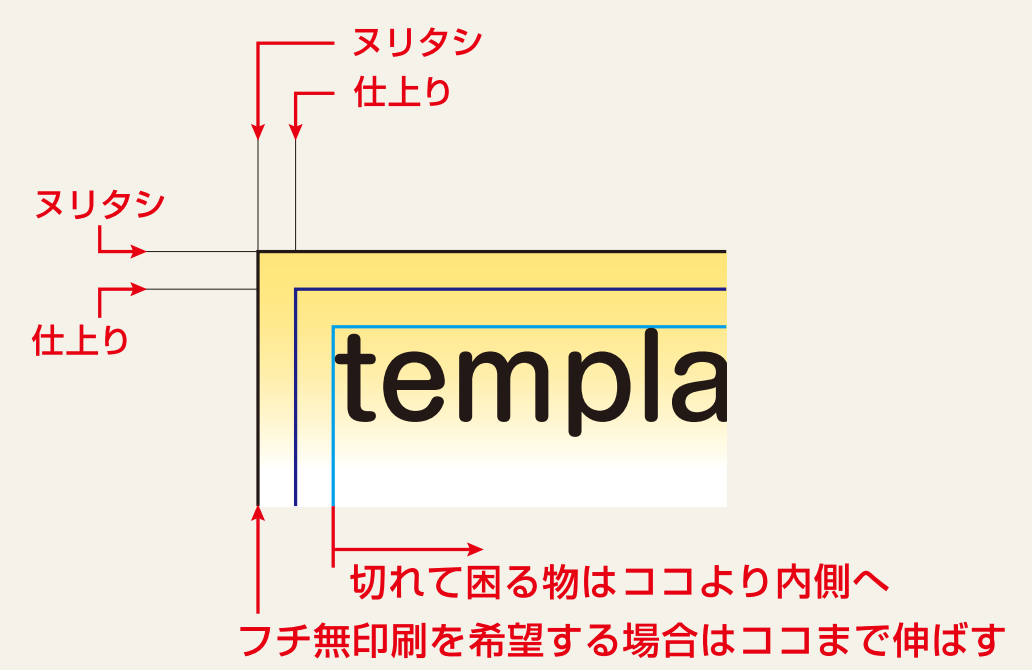 ヌリタシ
仕上り
ヌリタシ
仕上り
templa
切れて困る物はココより内側へ
フチ無印刷を希望する場合はココまで伸ばす